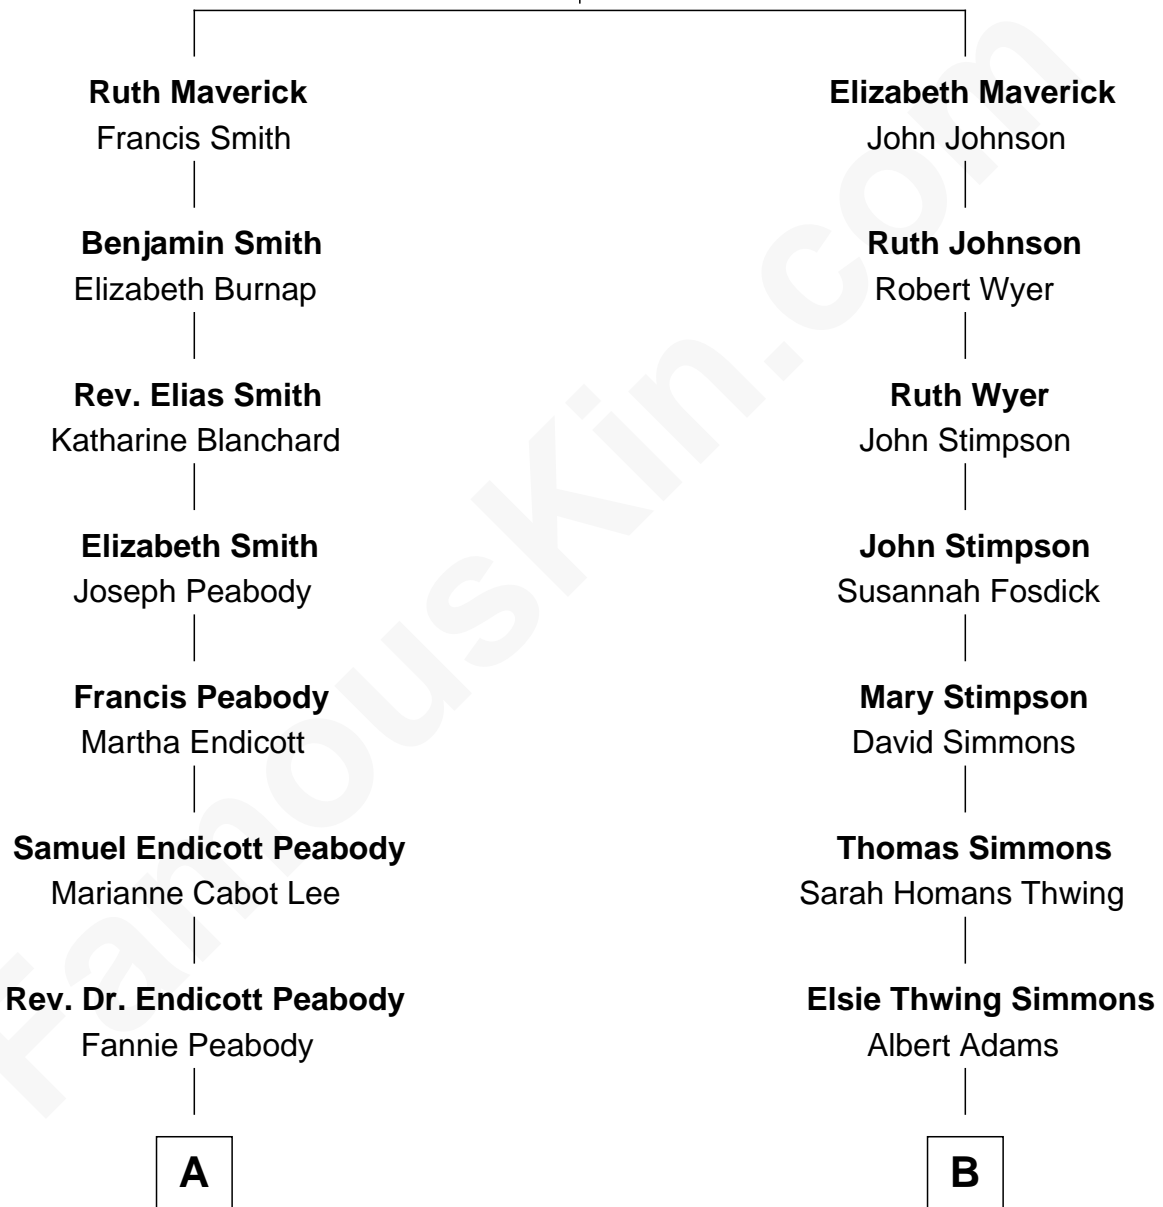 Ruth Maverick
Francis Smith
Benjamin Smith
Elizabeth Burnap
Rev. Elias Smith
Katharine Blanchard
Elizabeth Smith
Joseph Peabody
Francis Peabody
Martha Endicott
Samuel Endicott Peabody
Marianne Cabot Lee
Rev. Dr. Endicott Peabody
Fannie Peabody
A
Elizabeth Maverick
John Johnson
Ruth Johnson
Robert Wyer
Ruth Wyer
John Stimpson
John Stimpson
Susannah Fosdick
Mary Stimpson
David Simmons
Thomas Simmons
Sarah Homans Thwing
Elsie Thwing Simmons
Albert Adams
B
FamousKin.com